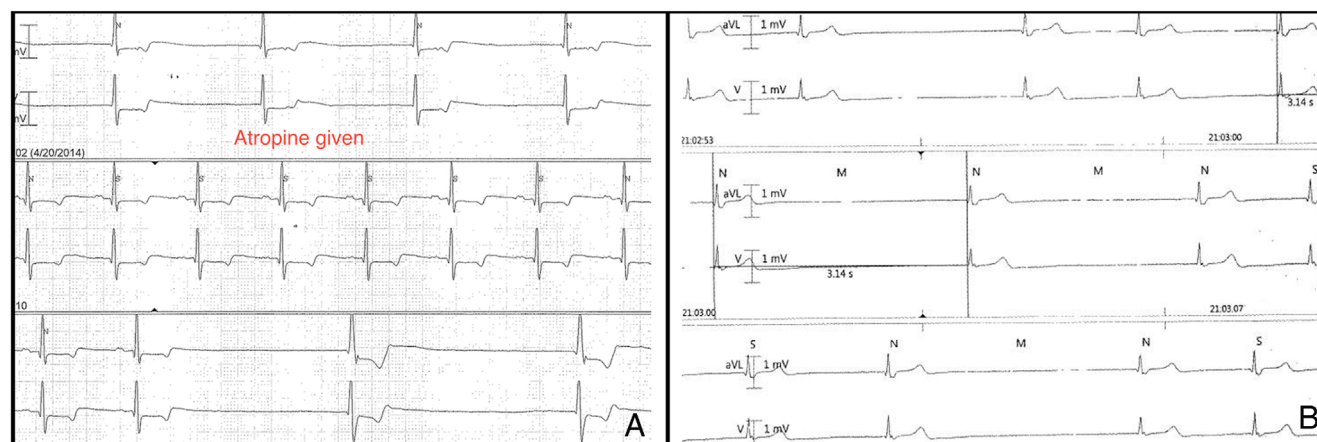 N N N N
mV
V
mV
Atropine given
02 (4/20/2014)
N S S S S S S N
10
N
A
aVL 1 mV
V 1 mV
3.14 s
21:02:53 21:03:00
N M N M N S
aVL 1 mV
V 1 mV
3.14 s
21:03.00 21:03.07
S N M N S
aVL 1 mV
V 1 mV
B